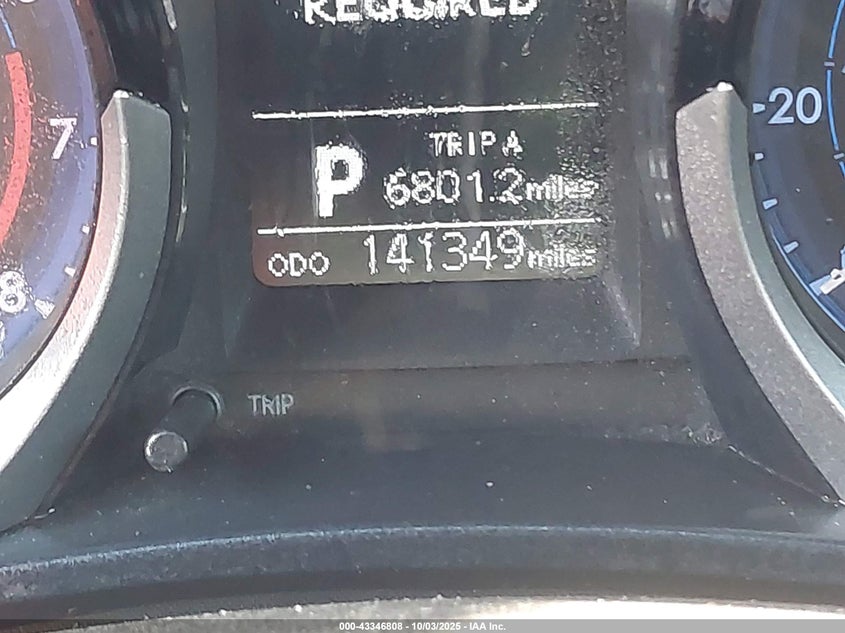 REQUIRED
7
20
TRIP A
P
6801.2 miles
ODO 141349 miles
8
TRIP
000-43346808 - 10/03/2025 - IAA Inc.